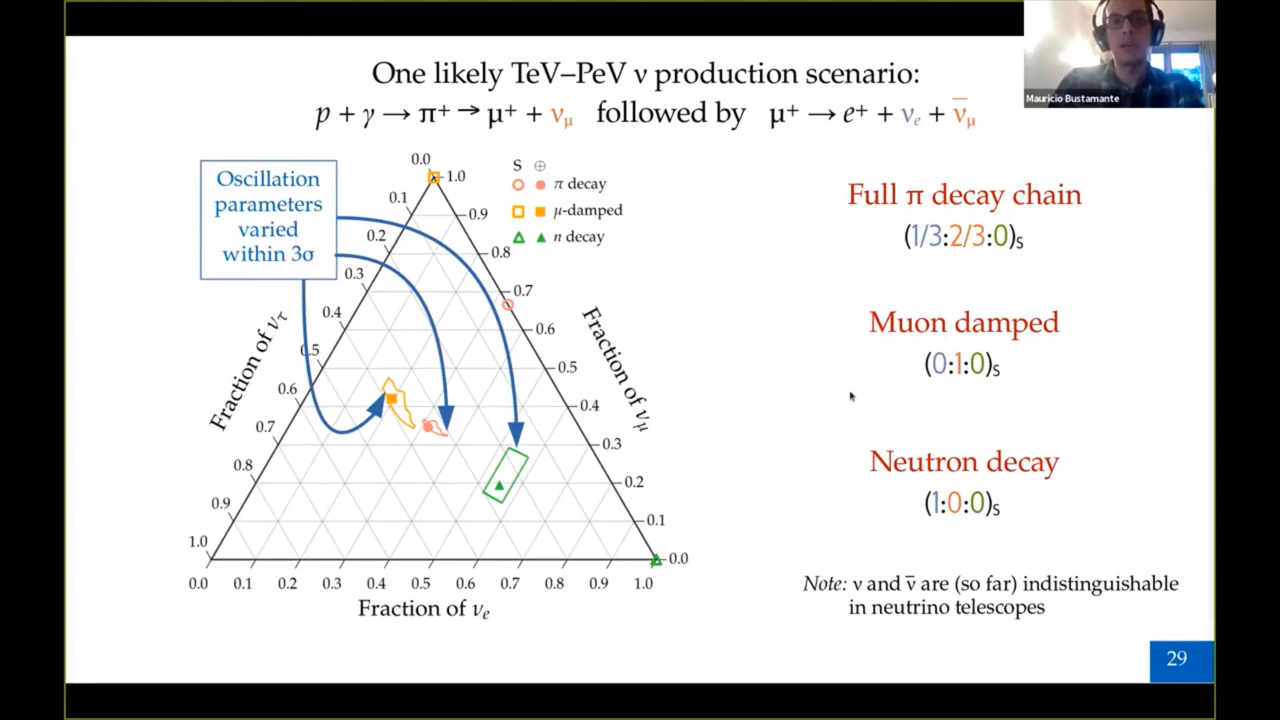 One likely TeV–PeV ν production scenario:
p + γ → π⁺ → μ⁺ + ν_μ followed by μ⁺ → e⁺ + ν_e + ν̄_μ
Mauricio Bustamante
Oscillation
parameters
varied
within 3σ
S ⊕
π decay
μ-damped
n decay
Fraction of ν_τ
0.0
0.1
0.2
0.3
0.4
0.5
0.6
0.7
0.8
0.9
1.0
Fraction of ν_μ
1.0
0.9
0.8
0.7
0.6
0.5
0.4
0.3
0.2
0.1
0.0
0.0 0.1 0.2 0.3 0.4 0.5 0.6 0.7 0.8 0.9 1.0
Fraction of ν_e
Full π decay chain
(1/3:2/3:0)_S
Muon damped
(0:1:0)_S
Neutron decay
(1:0:0)_S
Note: ν and ν̄ are (so far) indistinguishable
in neutrino telescopes
29